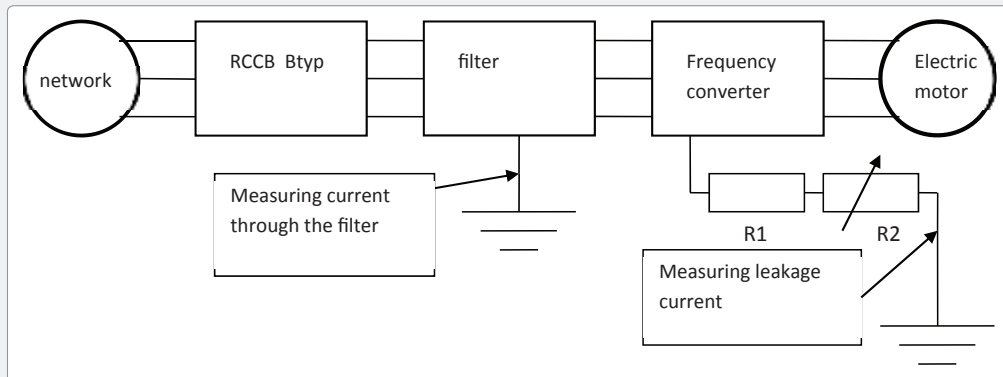 network
RCCB Btyp
filter
Frequency
converter
Electric
motor
Measuring current
through the filter
R1
R2
Measuring leakage
current